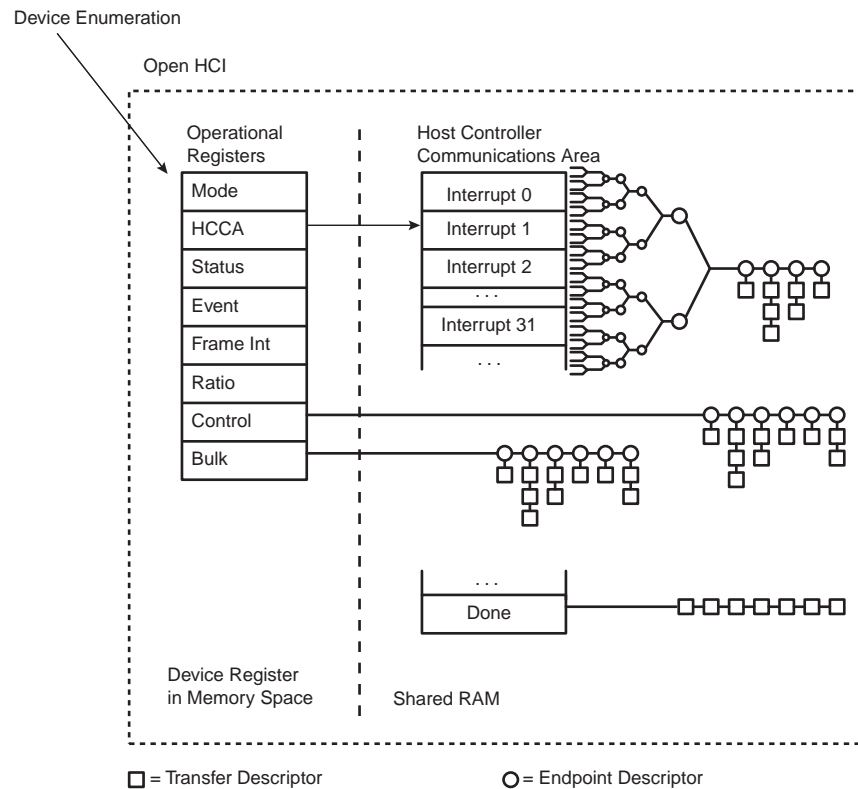 Device Enumeration
Open HCI
Operational
Registers
Mode
HCCA
Status
Event
Frame Int
Ratio
Control
Bulk
Host Controller
Communications Area
Interrupt 0
Interrupt 1
Interrupt 2
. . .
Interrupt 31
. . .
. . .
Done
Device Register
in Memory Space
Shared RAM
= Transfer Descriptor
= Endpoint Descriptor